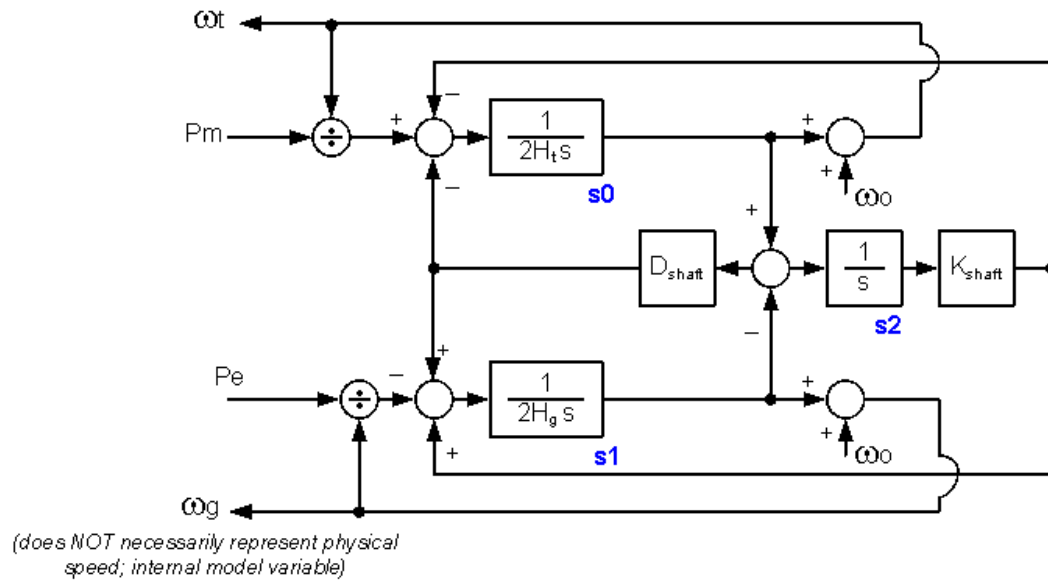 ωt
Pm
÷
+
−
−
1
2Hₜs
s0
+
+
ωo
+
Dshaft
1
s
s2
Kshaft
−
Pe
÷
−
+
+
1
2H₉s
s1
+
+
ωo
ωg
(does NOT necessarily represent physical
speed; internal model variable)